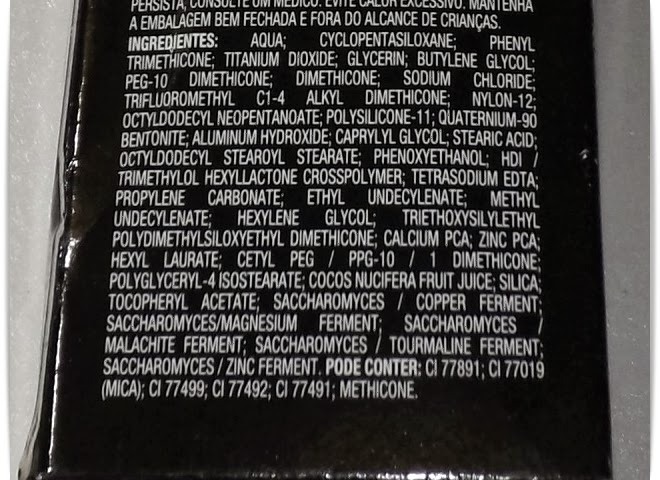 PERSISTA, CONSULTE UM MÉDICO. EVITE CALOR EXCESSIVO. MANTENHA
A EMBALAGEM BEM FECHADA E FORA DO ALCANCE DE CRIANÇAS.
INGREDIENTES: AQUA; CYCLOPENTASILOXANE; PHENYL
TRIMETHICONE; TITANIUM DIOXIDE; GLYCERIN; BUTYLENE GLYCOL;
PEG-10 DIMETHICONE; DIMETHICONE; SODIUM CHLORIDE;
TRIFLUOROMETHYL C1-4 ALKYL DIMETHICONE; NYLON-12;
OCTYLDODECYL NEOPENTANOATE; POLYSILICONE-11; QUATERNIUM-90
BENTONITE; ALUMINUM HYDROXIDE; CAPRYLYL GLYCOL; STEARIC ACID;
OCTYLDODECYL STEAROYL STEARATE; PHENOXYETHANOL; HDI /
TRIMETHYLOL HEXYLLACTONE CROSSPOLYMER; TETRASODIUM EDTA;
PROPYLENE CARBONATE; ETHYL UNDECYLENATE; METHYL
UNDECYLENATE; HEXYLENE GLYCOL; TRIETHOXYSILYLETHYL
POLYDIMETHYLSILOXYETHYL DIMETHICONE; CALCIUM PCA; ZINC PCA;
HEXYL LAURATE; CETYL PEG / PPG-10 / 1 DIMETHICONE;
POLYGLYCERYL-4 ISOSTEARATE; COCOS NUCIFERA FRUIT JUICE; SILICA;
TOCOPHERYL ACETATE; SACCHAROMYCES / COPPER FERMENT;
SACCHAROMYCES/MAGNESIUM FERMENT; SACCHAROMYCES /
MALACHITE FERMENT; SACCHAROMYCES / TOURMALINE FERMENT;
SACCHAROMYCES / ZINC FERMENT. PODE CONTER: CI 77891; CI 77019
(MICA); CI 77499; CI 77492; CI 77491; METHICONE.